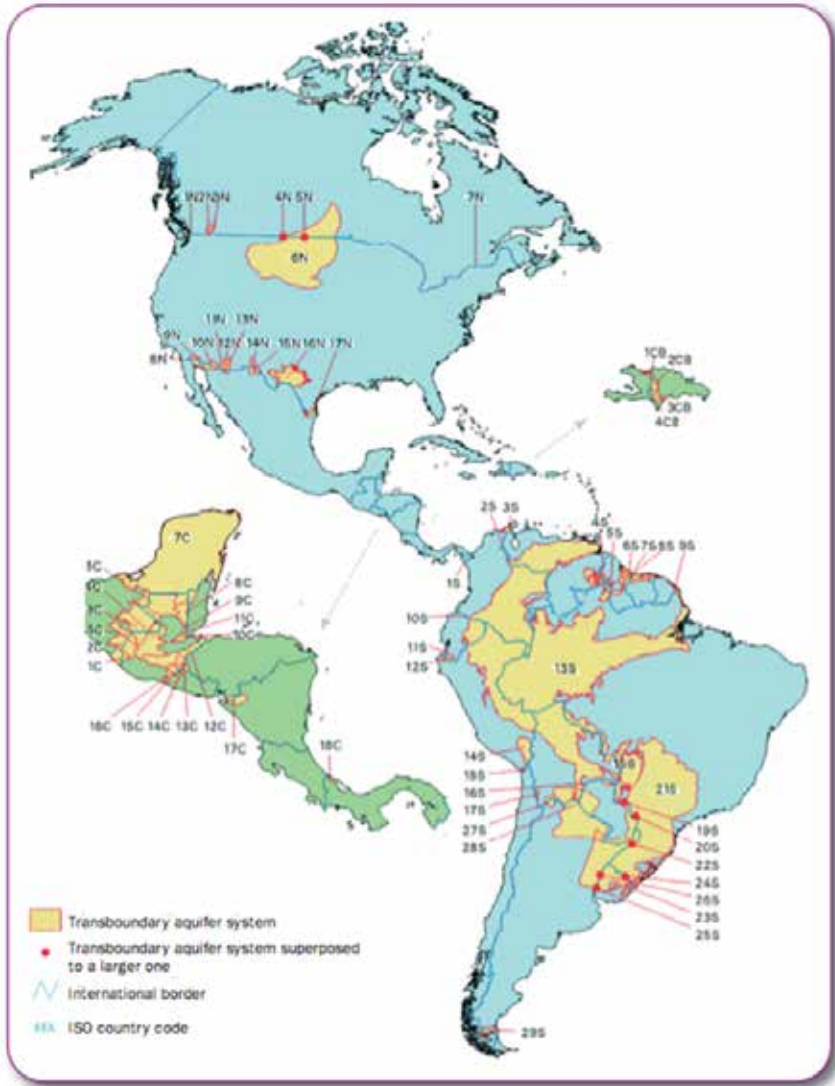 1N 2N 3N
4N 5N
7N
6N
11N 13N
9N
10N 12N 14N 15N 16N 17N
8N
1CB
2CB
3CB
4CB
2S 3S
4S
5S
6S 7S 8S 9S
1S
7C
8C
9C
11C
10C
2C
1C
10S
11S
12S
13S
16C 15C 14C 13C 12C
17C
18C
14S
15S
16S
17S
27S
28S
21S
19S
20S
22S
24S
26S
23S
25S
29S
Transboundary aquifer system
Transboundary aquifer system superposed
to a larger one
International border
ISO country code